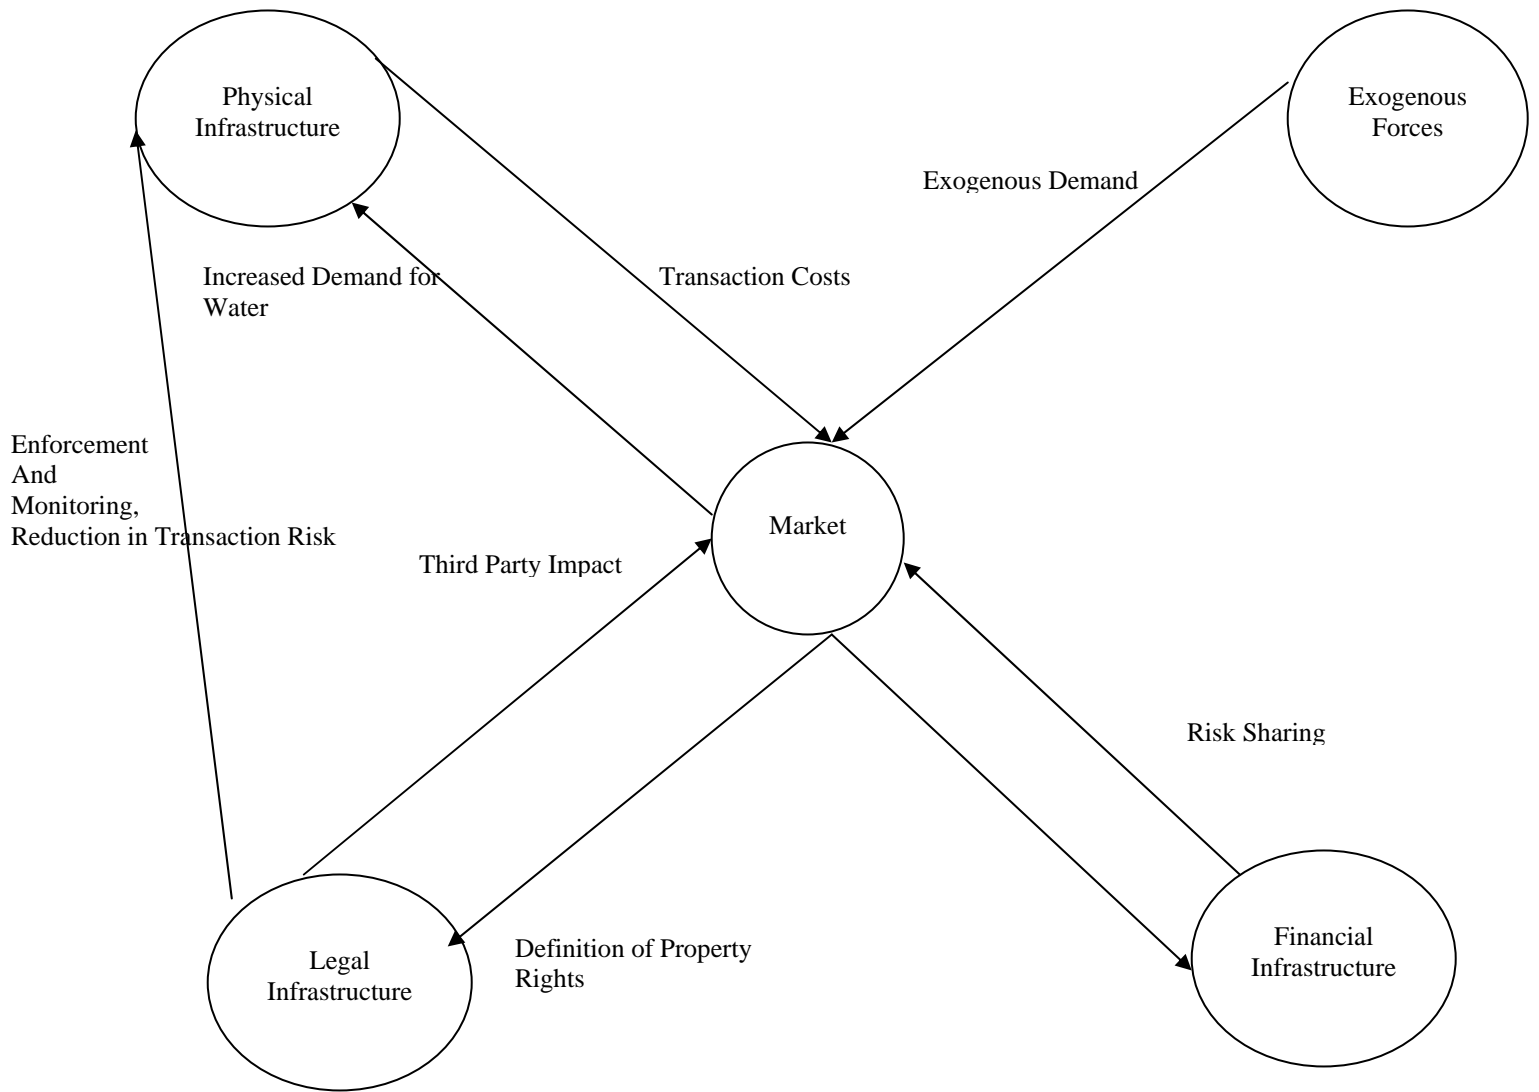 Physical
Infrastructure
Exogenous
Forces
Exogenous Demand
Increased Demand for
Water
Transaction Costs
Enforcement
And
Monitoring,
Reduction in Transaction Risk
Third Party Impact
Market
Risk Sharing
Legal
Infrastructure
Definition of Property
Rights
Financial
Infrastructure